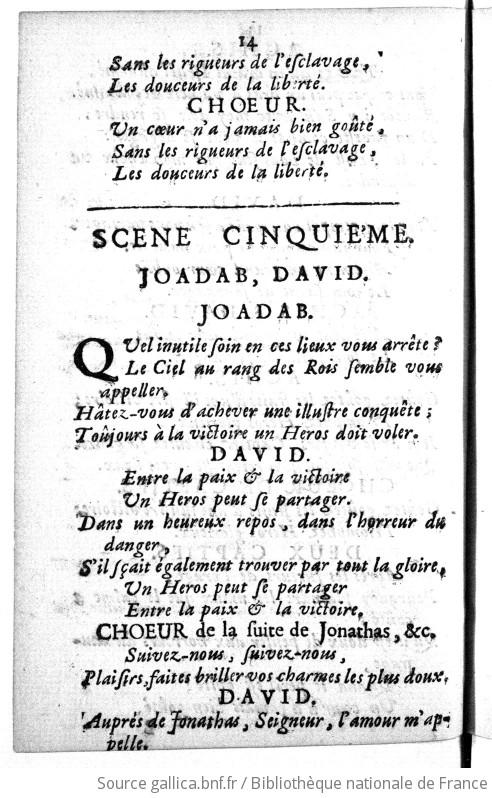 14
Sans les rigueurs de l'eſclavage,
Les douceurs de la liberté.
CHOEUR.
Un cœur n'a jamais bien goûté,
Sans les rigueurs de l'eſclavage,
Les douceurs de la liberté.
SCENE CINQUIE'ME.
JOADAB, DAVID.
JOADAB.
QUel inutile ſoin en ces lieux vous arrête?
Le Ciel au rang des Rois ſemble vous
appeller.
Hâtez-vous d'achever une illuſtre conquête;
Toûjours à la victoire un Heros doit voler.
DAVID.
Entre la paix & la victoire
Un Heros peut ſe partager.
Dans un heureux repos, dans l'horreur du
danger,
S'il ſçait également trouver par tout la gloire,
Un Heros peut ſe partager
Entre la paix & la victoire,
CHOEUR de la ſuite de Jonathas, &c.
Suivez-nous, ſuivez-nous,
Plaiſirs faites briller vos charmes les plus doux.
DAVID.
Auprés de Jonathas, Seigneur, l'amour m'ap-
pelle.
Source gallica.bnf.fr / Bibliothèque nationale de France